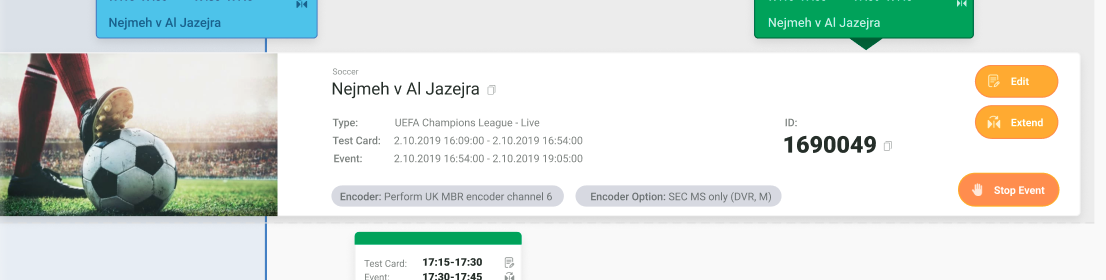 Nejmeh v Al Jazejra
Nejmeh v Al Jazejra
Soccer
Nejmeh v Al Jazejra
Type: UEFA Champions League - Live
Test Card: 2.10.2019 16:09:00 - 2.10.2019 16:54:00
Event: 2.10.2019 16:54:00 - 2.10.2019 19:05:00
Encoder: Perform UK MBR encoder channel 6
Encoder Option: SEC MS only (DVR, M)
ID:
1690049
Edit
Extend
Stop Event
Test Card: 17:15-17:30
Event: 17:30-17:45